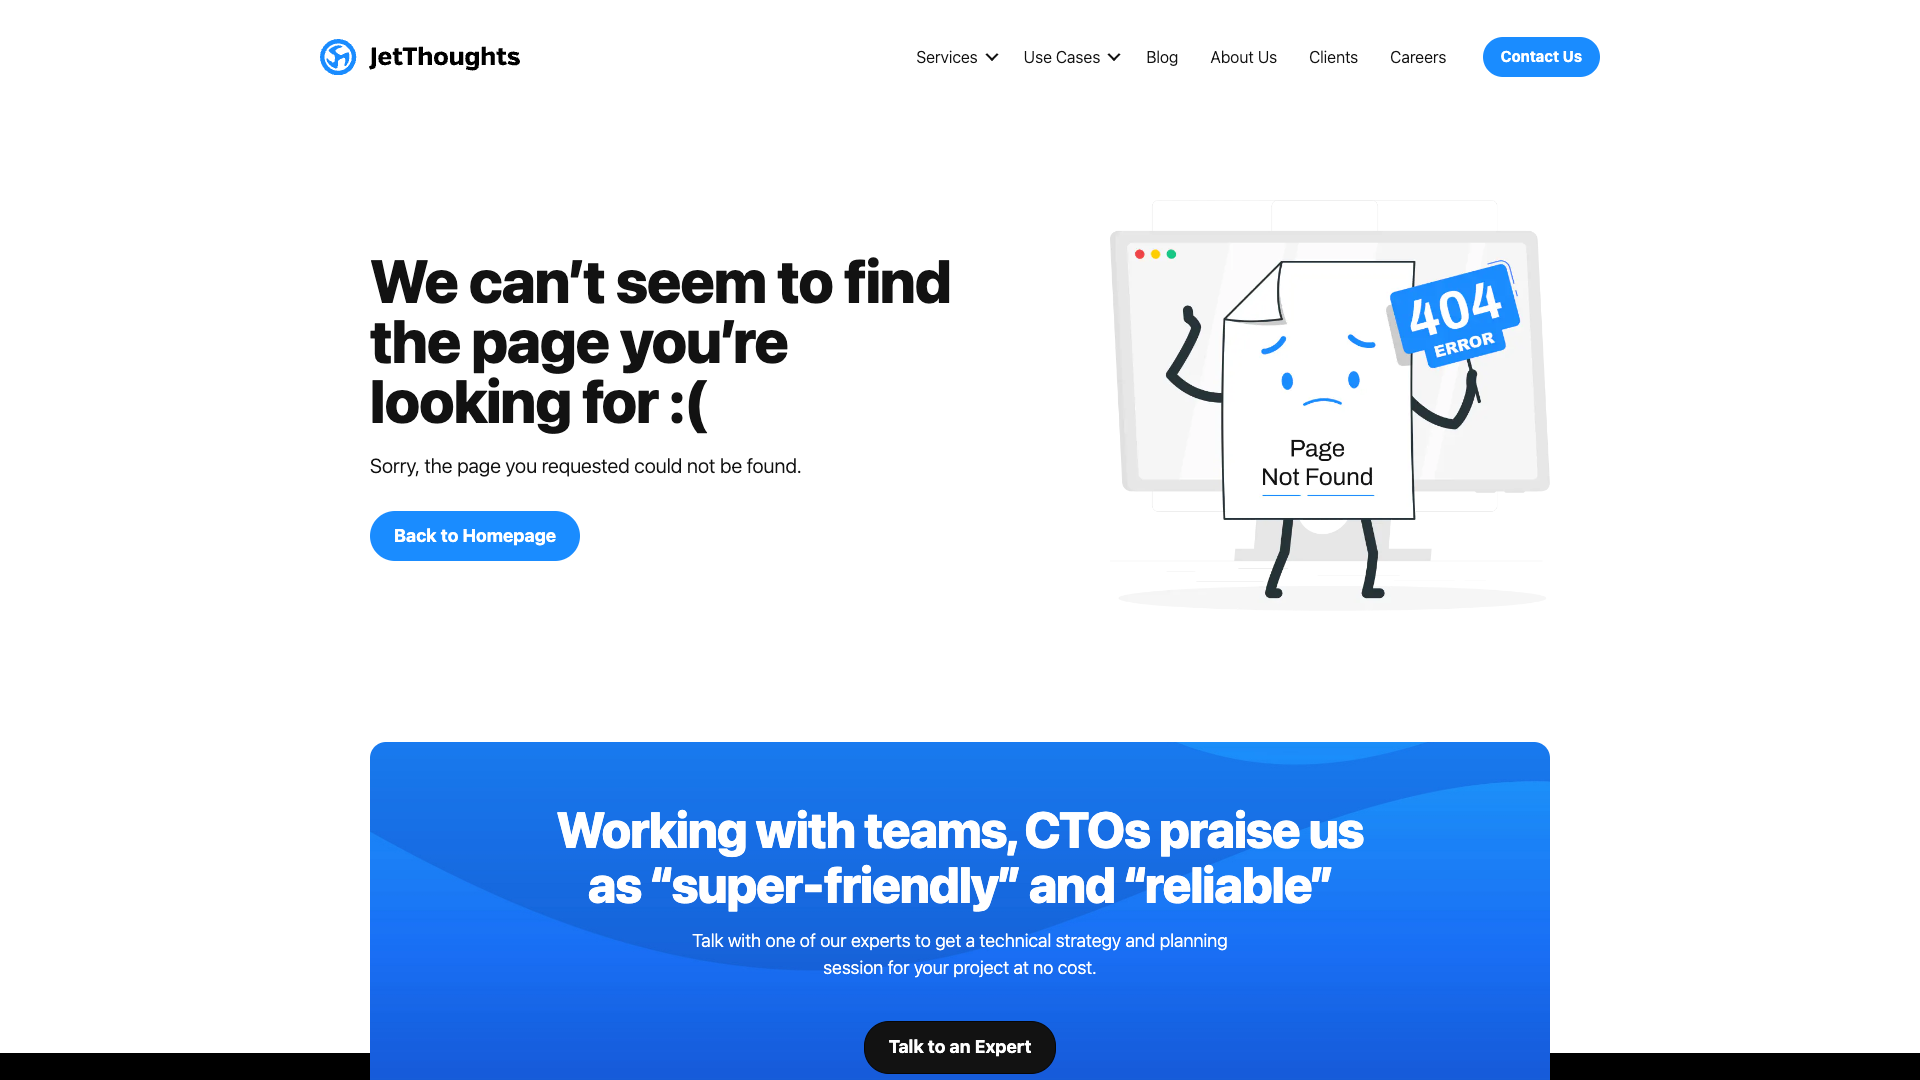 JetThoughts
Services
Use Cases
Blog
About Us
Clients
Careers
Contact Us
We can’t seem to find
the page you’re
looking for :(
Sorry, the page you requested could not be found.
Back to Homepage
404
ERROR
Page
Not Found
Working with teams, CTOs praise us
as “super-friendly” and “reliable”
Talk with one of our experts to get a technical strategy and planning
session for your project at no cost.
Talk to an Expert